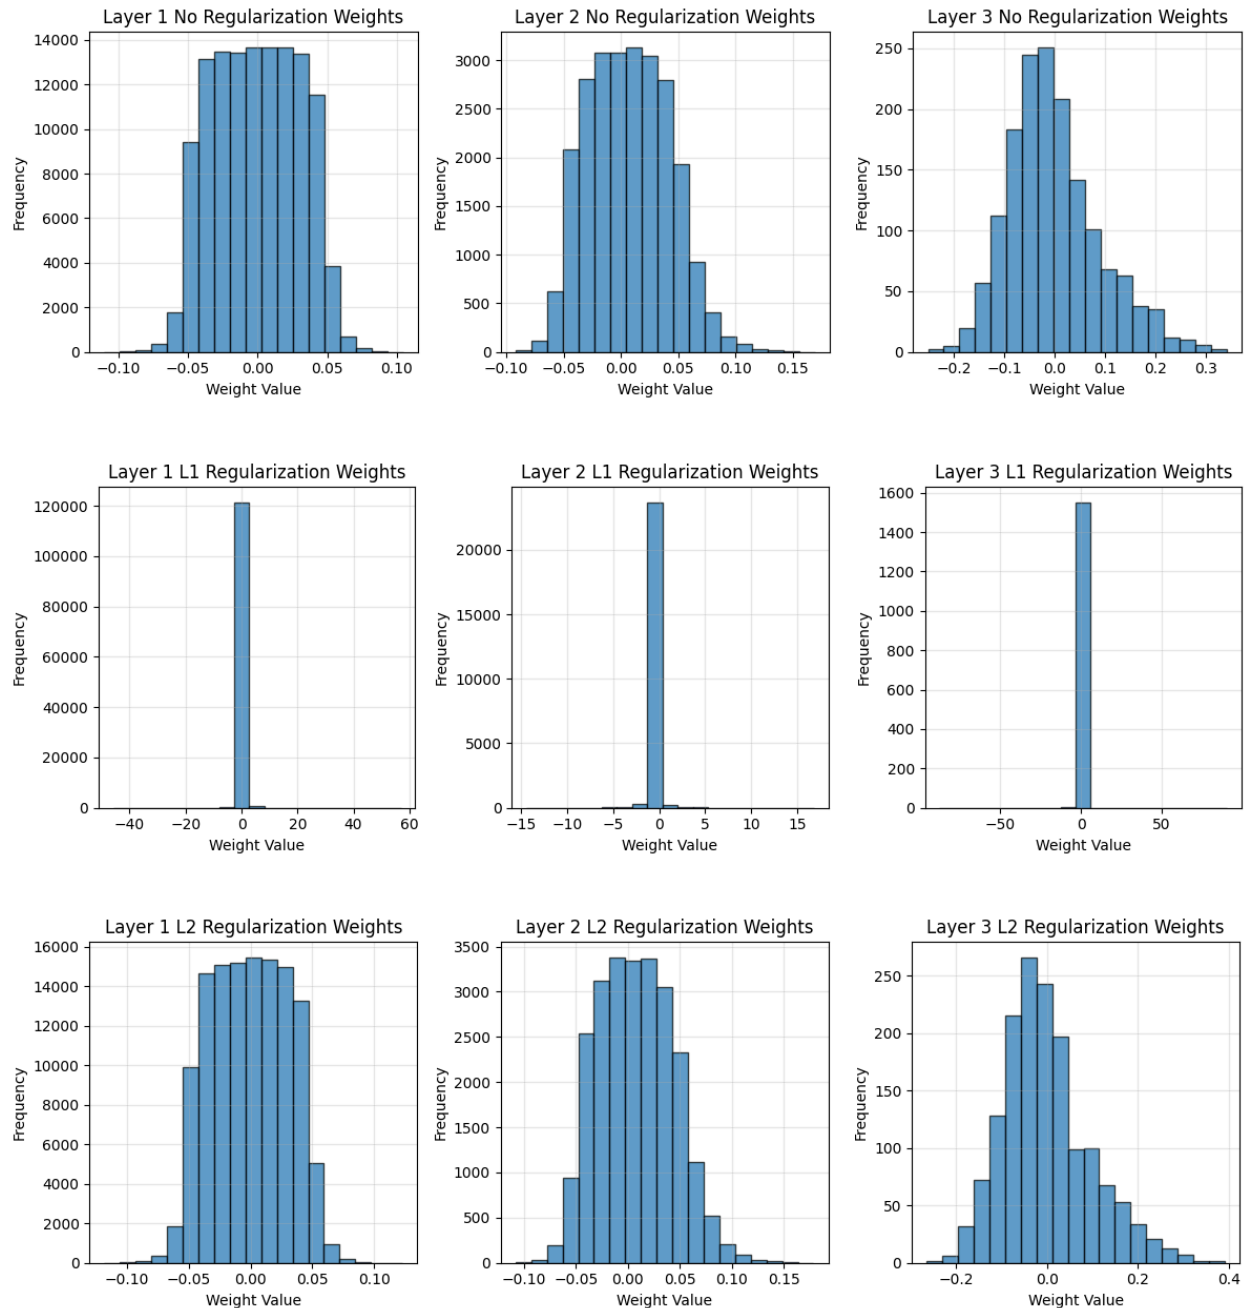 Layer 1 No Regularization Weights
Frequency
14000
12000
10000
8000
6000
4000
2000
0
−0.10 −0.05 0.00 0.05 0.10
Weight Value
Layer 2 No Regularization Weights
Frequency
3000
2500
2000
1500
1000
500
0
−0.10 −0.05 0.00 0.05 0.10 0.15
Weight Value
Layer 3 No Regularization Weights
Frequency
250
200
150
100
50
0
−0.2 −0.1 0.0 0.1 0.2 0.3
Weight Value
Layer 1 L1 Regularization Weights
Frequency
120000
100000
80000
60000
40000
20000
0
−40 −20 0 20 40 60
Weight Value
Layer 2 L1 Regularization Weights
Frequency
20000
15000
10000
5000
0
−15 −10 −5 0 5 10 15
Weight Value
Layer 3 L1 Regularization Weights
Frequency
1600
1400
1200
1000
800
600
400
200
0
−50 0 50
Weight Value
Layer 1 L2 Regularization Weights
Frequency
16000
14000
12000
10000
8000
6000
4000
2000
0
−0.10 −0.05 0.00 0.05 0.10
Weight Value
Layer 2 L2 Regularization Weights
Frequency
3500
3000
2500
2000
1500
1000
500
0
−0.10 −0.05 0.00 0.05 0.10 0.15
Weight Value
Layer 3 L2 Regularization Weights
Frequency
250
200
150
100
50
0
−0.2 0.0 0.2 0.4
Weight Value